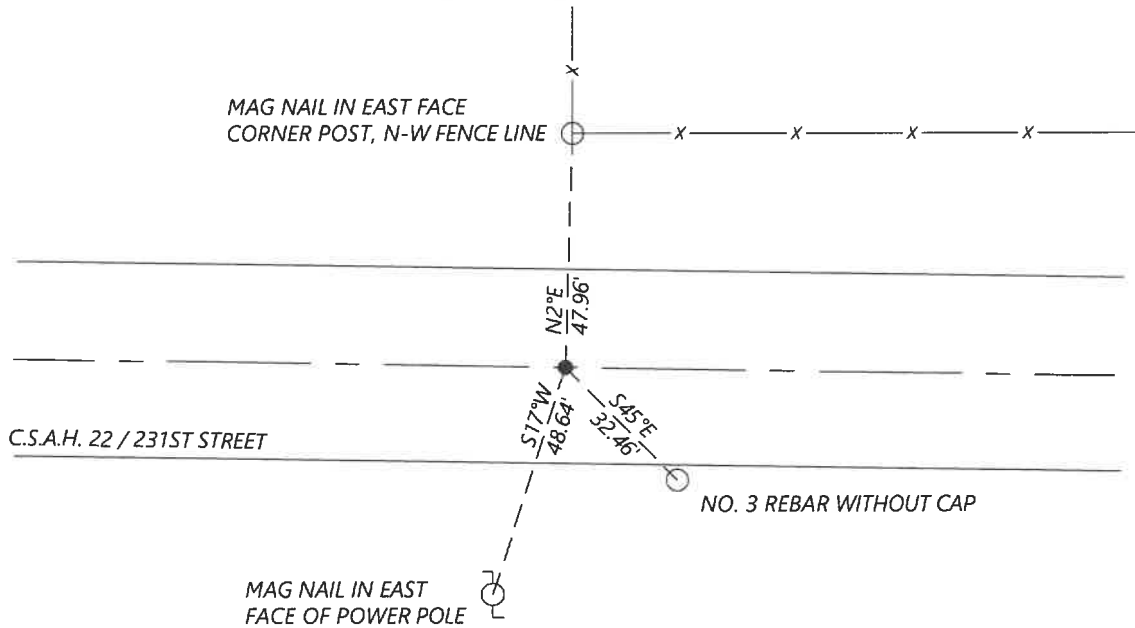 MAG NAIL IN EAST FACE
CORNER POST, N-W FENCE LINE
x
x x x x
N2°E
47.96'
S17°W
48.64'
S45°E
32.46'
C.S.A.H. 22 / 231ST STREET
NO. 3 REBAR WITHOUT CAP
MAG NAIL IN EAST
FACE OF POWER POLE